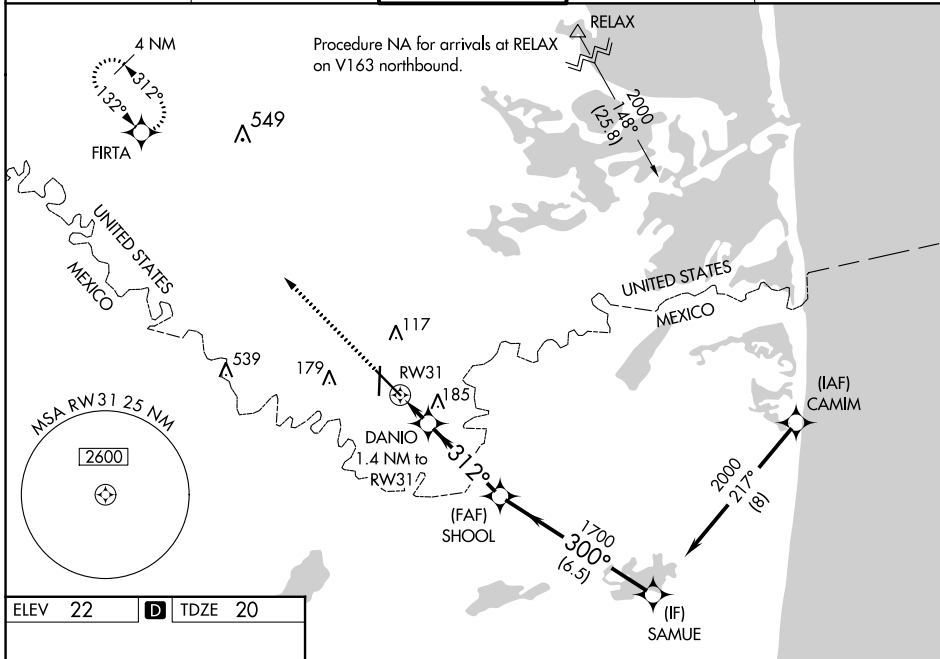 RELAX
4 NM
Procedure NA for arrivals at RELAX
on V163 northbound.
312°
132°
2000
148°
(25.8)
549
FIRTA
UNITED STATES
MEXICO
UNITED STATES
MEXICO
117
539
179
RW31
185
(IAF)
CAMIM
MSA RW31 25 NM
2600
DANIO
1.4 NM to
RW31
312°
2000
217°
(8)
(FAF)
SHOOL
1700
300°
(6.5)
(IF)
SAMUE
ELEV 22 D TDZE 20